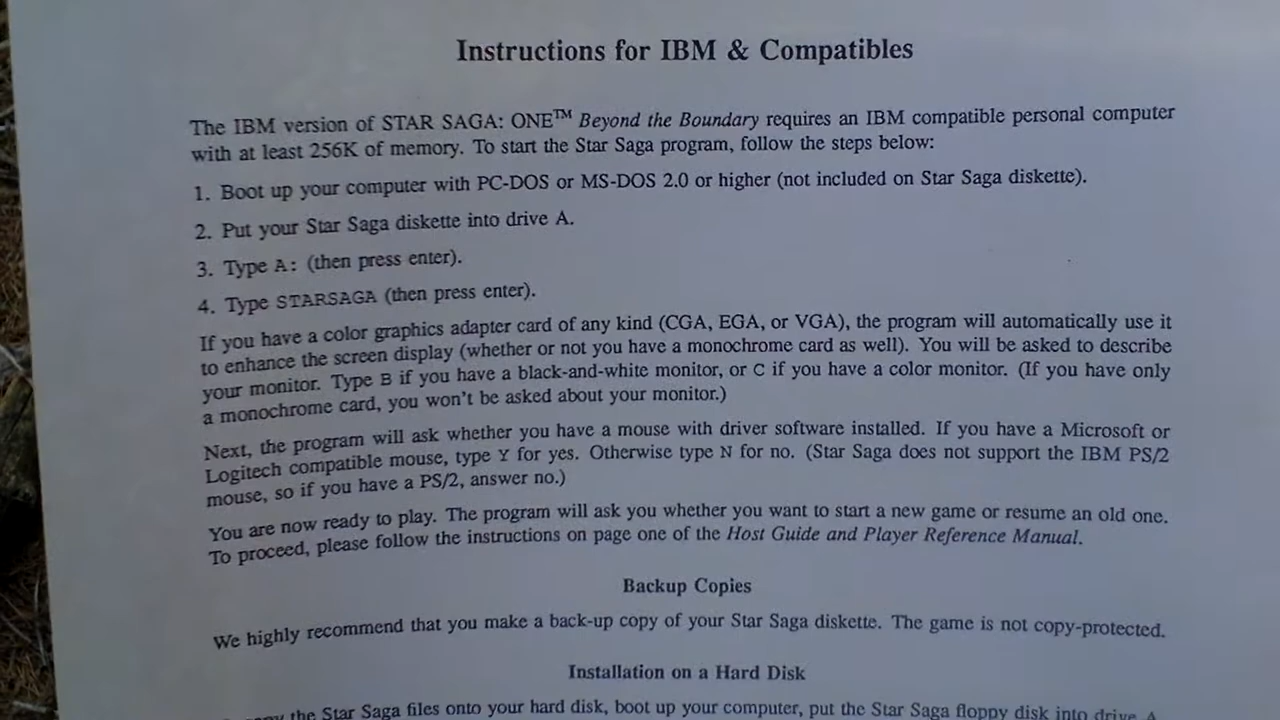 Instructions for IBM & Compatibles
The IBM version of STAR SAGA: ONE™ Beyond the Boundary requires an IBM compatible personal computer
with at least 256K of memory. To start the Star Saga program, follow the steps below:
1. Boot up your computer with PC-DOS or MS-DOS 2.0 or higher (not included on Star Saga diskette).
2. Put your Star Saga diskette into drive A.
3. Type A: (then press enter).
4. Type STARSAGA (then press enter).
If you have a color graphics adapter card of any kind (CGA, EGA, or VGA), the program will automatically use it
to enhance the screen display (whether or not you have a monochrome card as well). You will be asked to describe
your monitor. Type B if you have a black-and-white monitor, or C if you have a color monitor. (If you have only
a monochrome card, you won't be asked about your monitor.)
Next, the program will ask whether you have a mouse with driver software installed. If you have a Microsoft or
Logitech compatible mouse, type Y for yes. Otherwise type N for no. (Star Saga does not support the IBM PS/2
mouse, so if you have a PS/2, answer no.)
You are now ready to play. The program will ask you whether you want to start a new game or resume an old one.
To proceed, please follow the instructions on page one of the Host Guide and Player Reference Manual.
Backup Copies
We highly recommend that you make a back-up copy of your Star Saga diskette. The game is not copy-protected.
Installation on a Hard Disk
the Star Saga files onto your hard disk, boot up your computer, put the Star Saga floppy disk into drive A